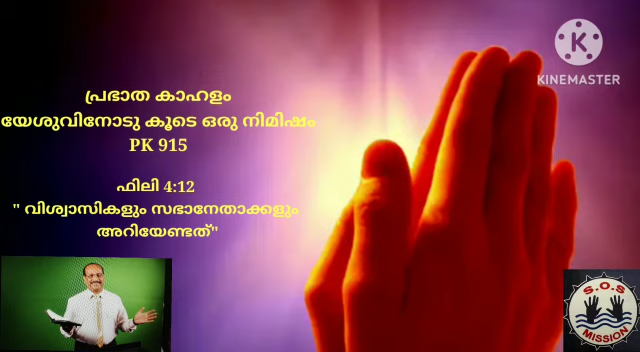 KINEMASTER
പ്രഭാത കാഹളം
യേശുവിനോടു കൂടെ ഒരു നിമിഷം
PK 915
ഫിലി 4:12
" വിശ്വാസികളും സഭാനേതാക്കളും
അറിയേണ്ടത്"
S.O.S
MISSION